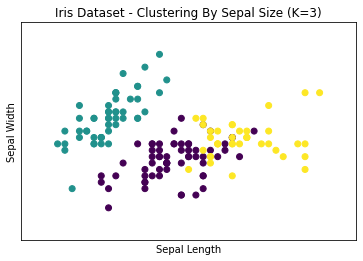 Iris Dataset - Clustering By Sepal Size (K=3)
Sepal Width
Sepal Length